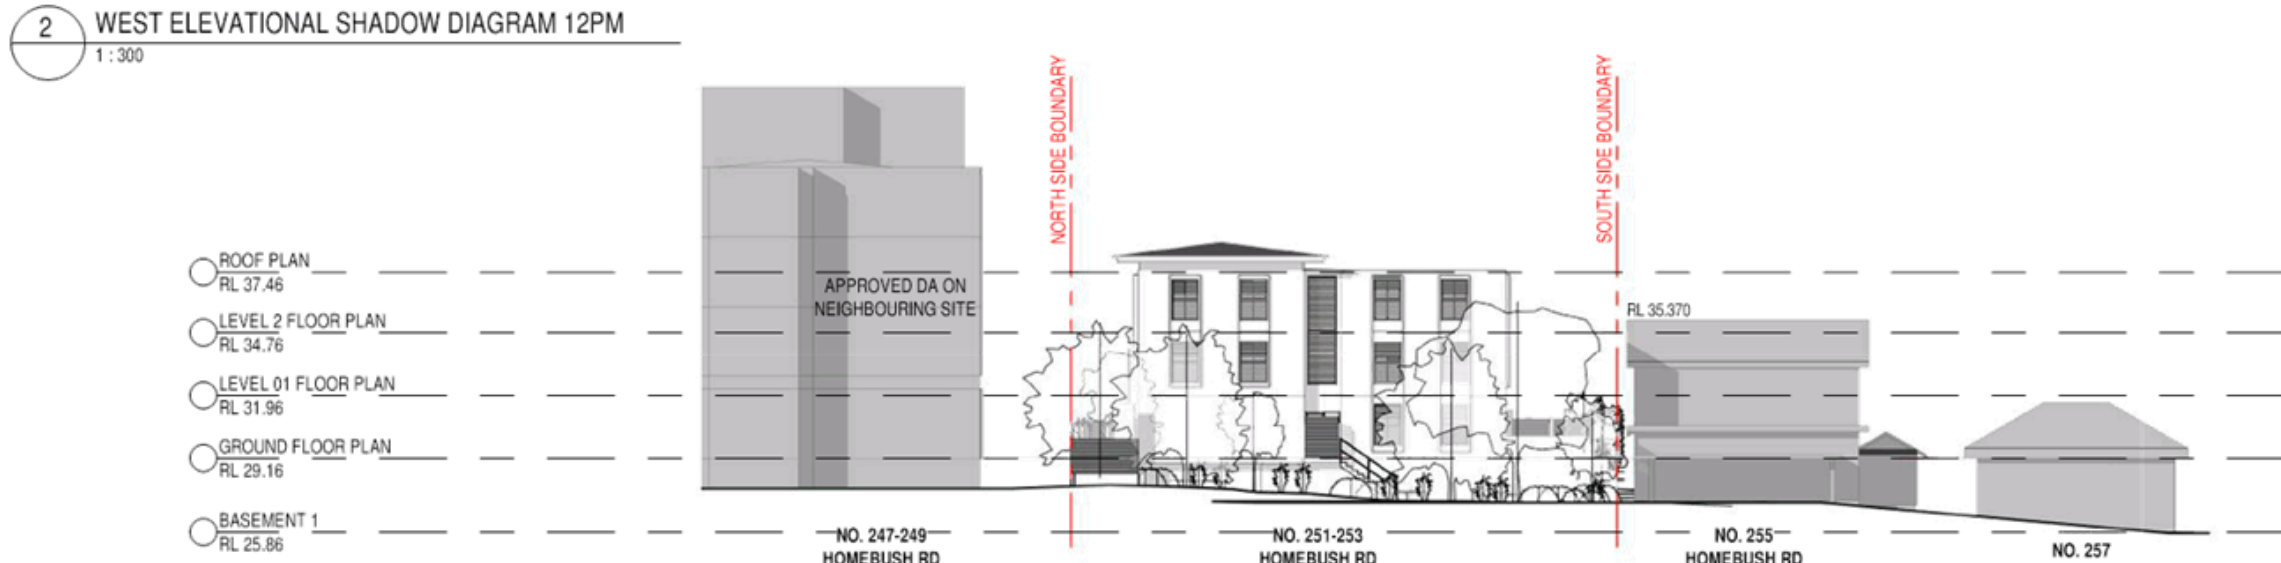 2
WEST ELEVATIONAL SHADOW DIAGRAM 12PM
1 : 300
NORTH SIDE BOUNDARY
SOUTH SIDE BOUNDARY
ROOF PLAN
RL 37.46
APPROVED DA ON
NEIGHBOURING SITE
RL 35.370
LEVEL 2 FLOOR PLAN
RL 34.76
LEVEL 01 FLOOR PLAN
RL 31.96
GROUND FLOOR PLAN
RL 29.16
BASEMENT 1
RL 25.86
NO. 247-249
HOMEBUSH RD
NO. 251-253
HOMEBUSH RD
NO. 255
HOMEBUSH RD
NO. 257